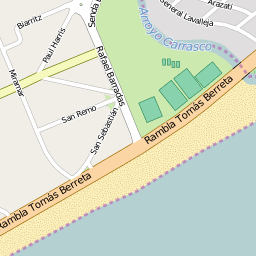 Biarritz
Senda
Paul Harris
Miramar
Rafael Barradas
San Remo
San Sebastián
General Lavalleja
Arazatí
Arroyo Carrasco
Rambla Tomás Berreta
Rambla Tomás Berreta